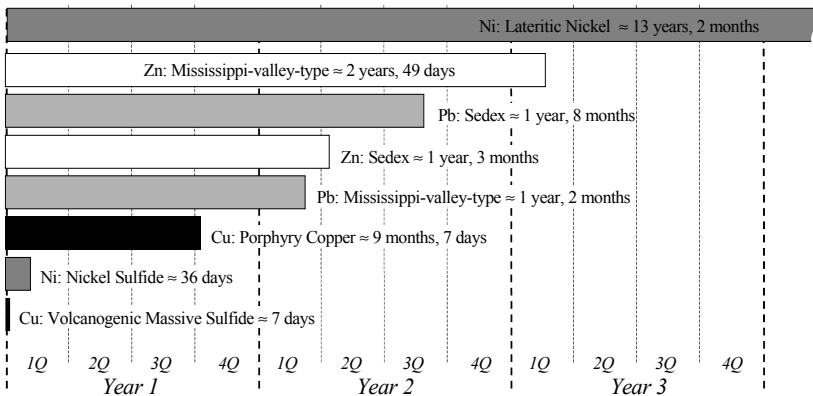 Ni: Lateritic Nickel ≈ 13 years, 2 months
Zn: Mississippi-valley-type ≈ 2 years, 49 days
Pb: Sedex ≈ 1 year, 8 months
Zn: Sedex ≈ 1 year, 3 months
Pb: Mississippi-valley-type ≈ 1 year, 2 months
Cu: Porphyry Copper ≈ 9 months, 7 days
Ni: Nickel Sulfide ≈ 36 days
Cu: Volcanogenic Massive Sulfide ≈ 7 days
1Q 2Q 3Q 4Q 1Q 2Q 3Q 4Q 1Q 2Q 3Q 4Q
Year 1 Year 2 Year 3